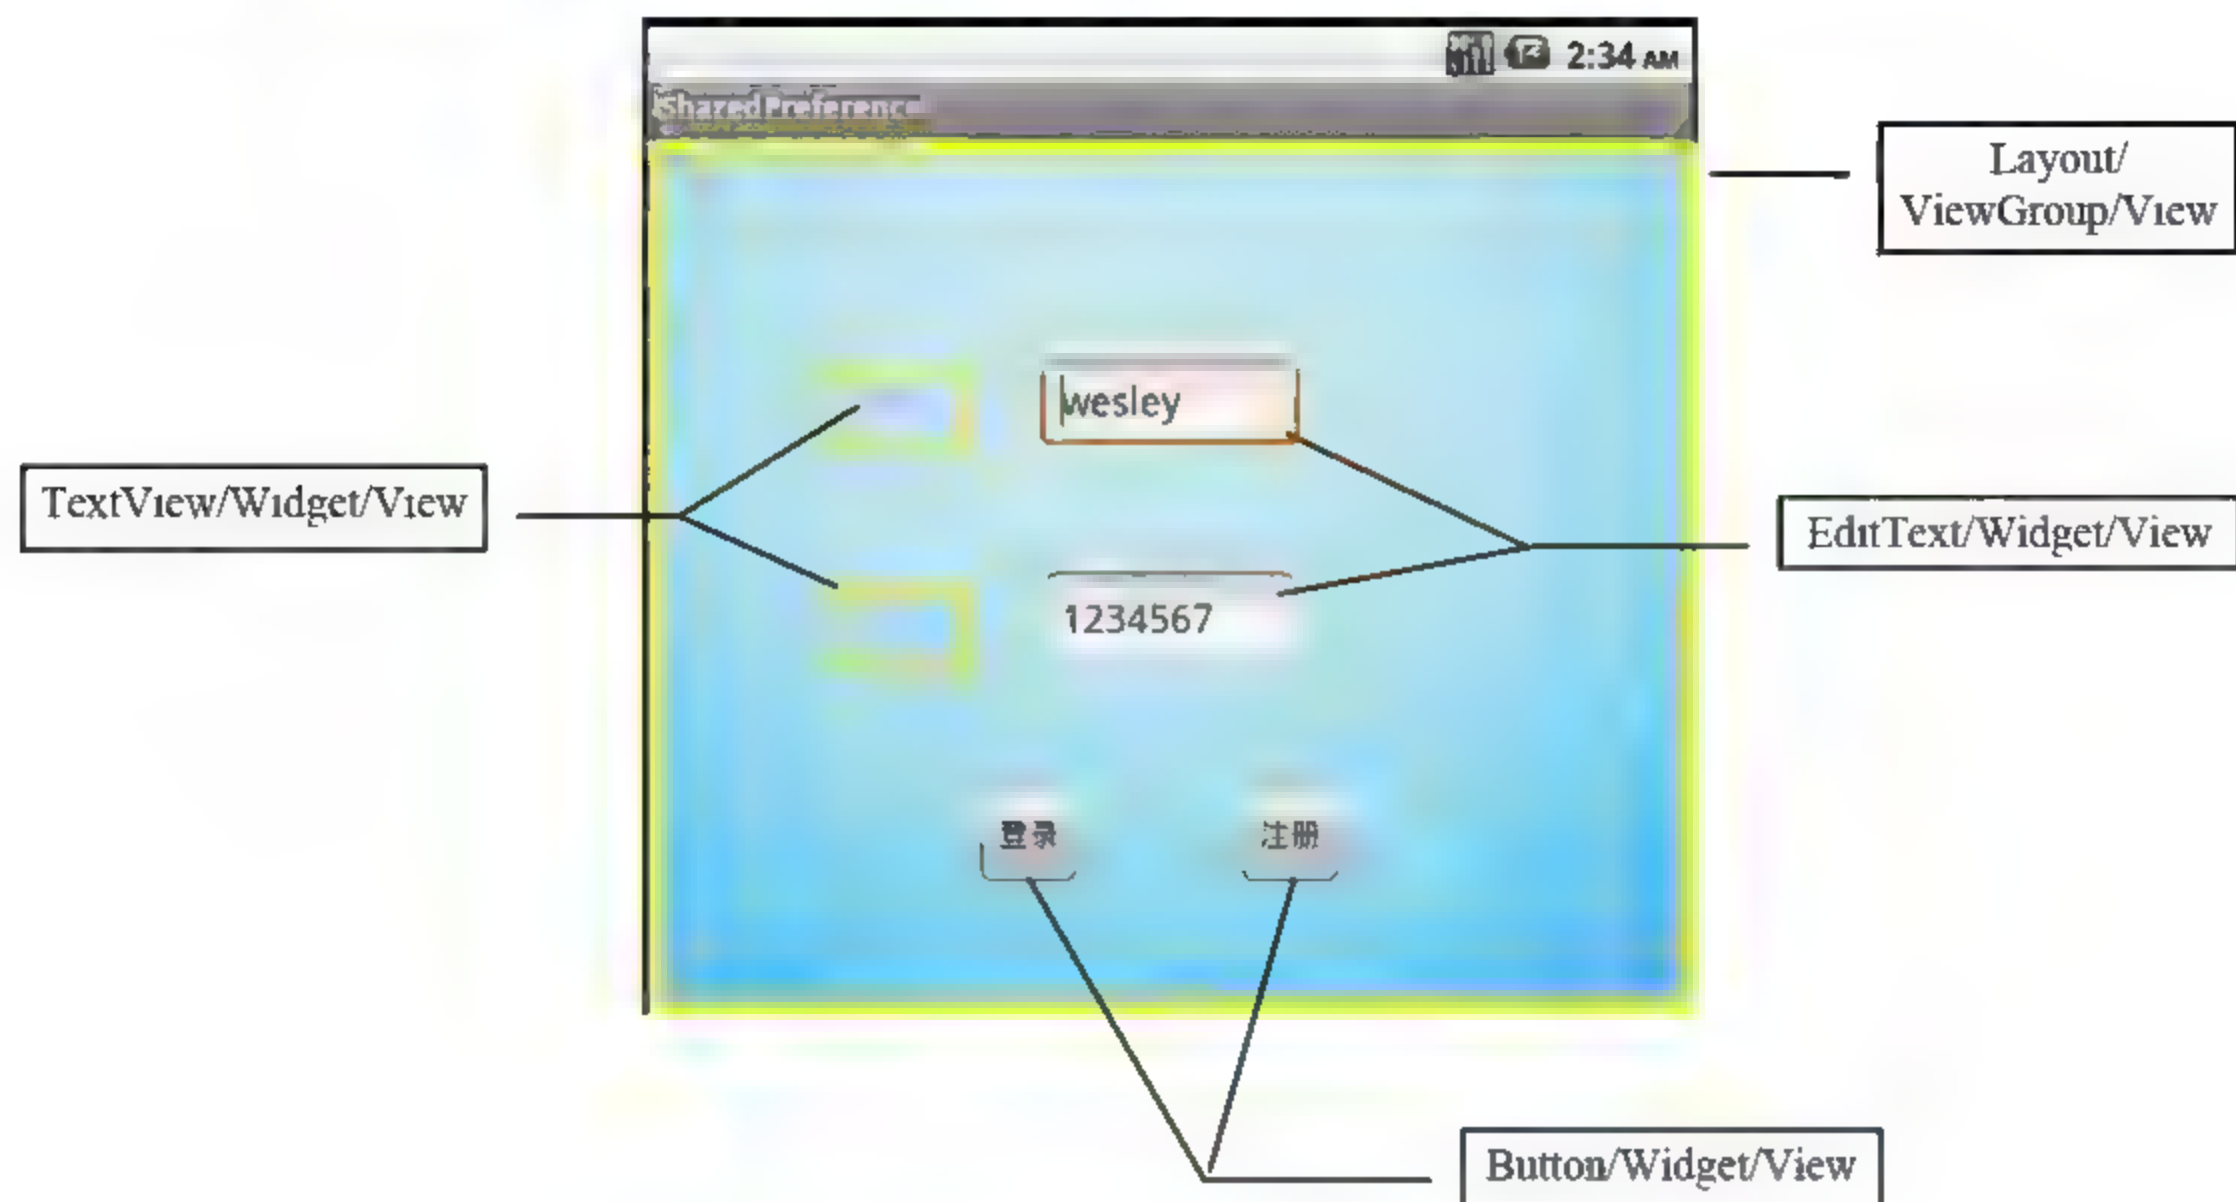 2:34 AM
SharedPreference
Layout/
ViewGroup/View
wesley
TextView/Widget/View
EditText/Widget/View
1234567
登录
注册
Button/Widget/View